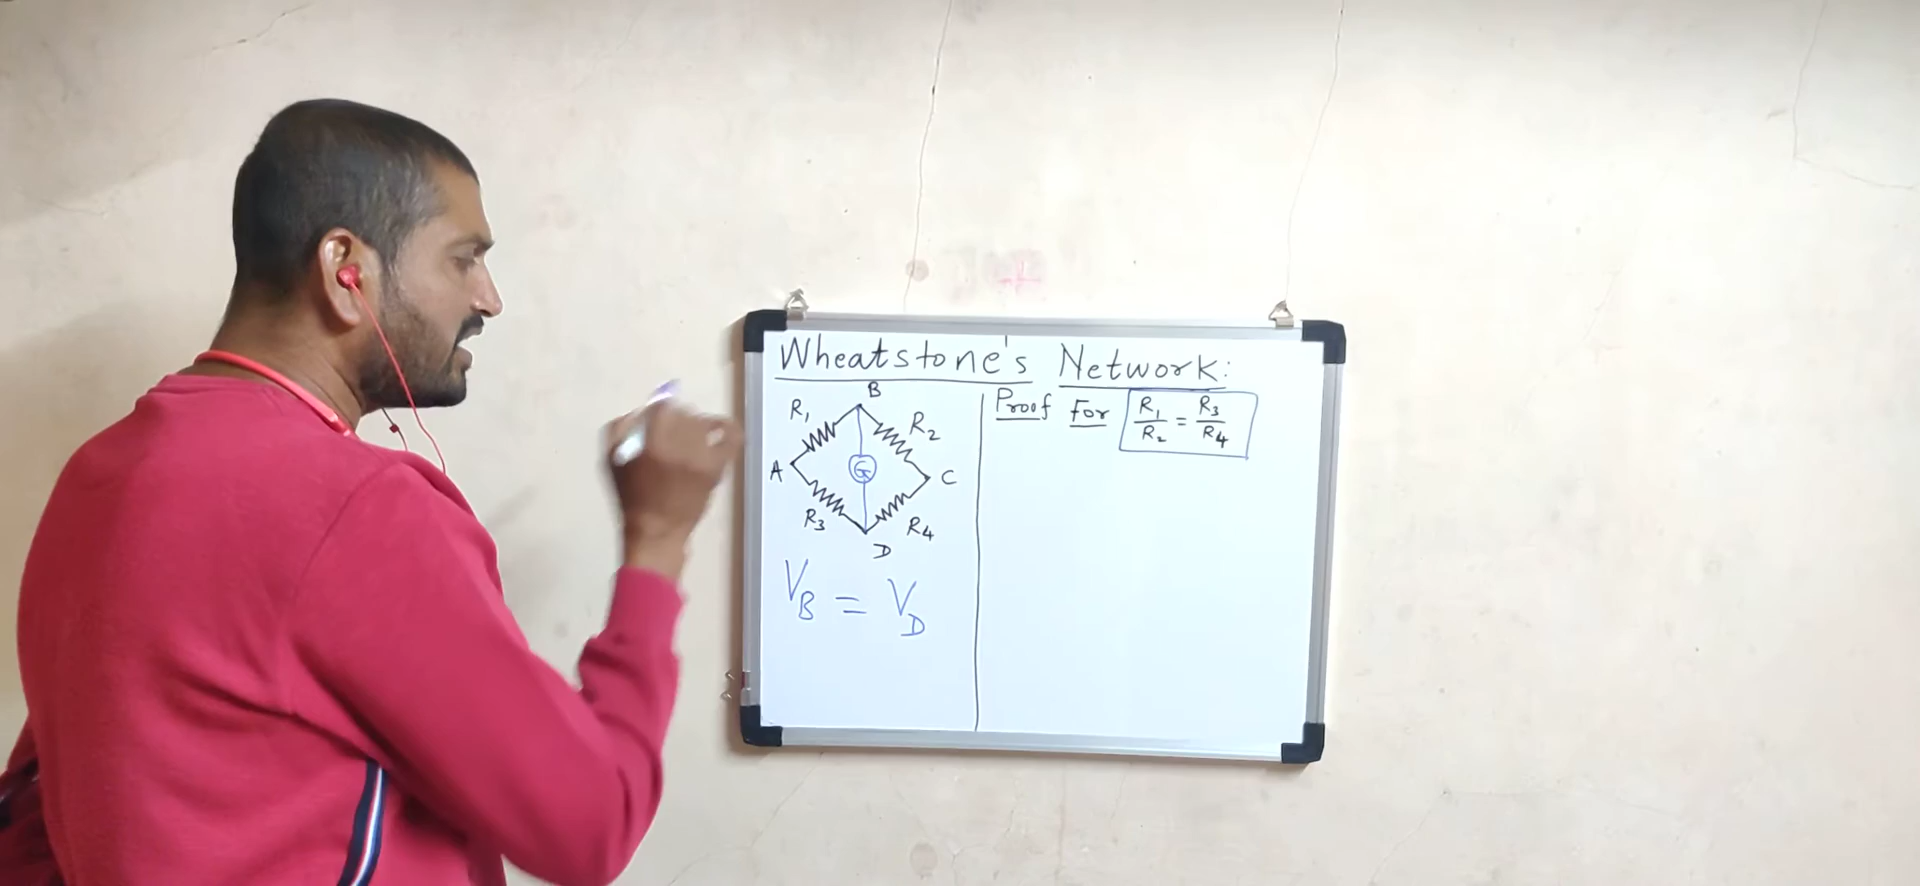 Wheatstone's Network:
B
R1
R2
A
G
C
R3
R4
D
VB = VD
Proof For R1/R2 = R3/R4